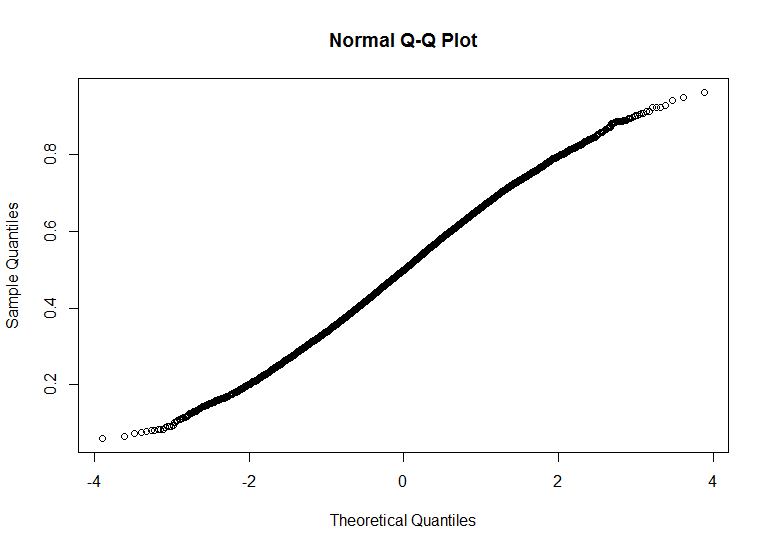 Normal Q-Q Plot
Sample Quantiles
0.8
0.6
0.4
0.2
-4 -2 0 2 4
Theoretical Quantiles